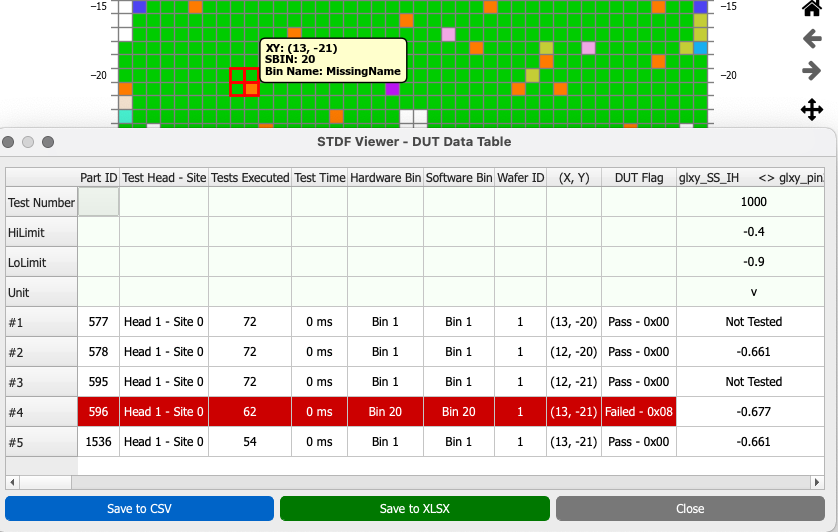 −15 −15
XY: (13, -21)
SBIN: 20
Bin Name: MissingName
−20 −20
STDF Viewer - DUT Data Table
Part ID Test Head - Site Tests Executed Test Time Hardware Bin Software Bin Wafer ID (X, Y) DUT Flag glxy_SS_IH <> glxy_pin
Test Number 1000
HiLimit -0.4
LoLimit -0.9
Unit v
#1 577 Head 1 - Site 0 72 0 ms Bin 1 Bin 1 1 (13, -20) Pass - 0x00 Not Tested
#2 578 Head 1 - Site 0 72 0 ms Bin 1 Bin 1 1 (12, -20) Pass - 0x00 -0.661
#3 595 Head 1 - Site 0 72 0 ms Bin 1 Bin 1 1 (12, -21) Pass - 0x00 Not Tested
#4 596 Head 1 - Site 0 62 0 ms Bin 20 Bin 20 1 (13, -21) Failed - 0x08 -0.677
#5 1536 Head 1 - Site 0 54 0 ms Bin 1 Bin 1 1 (13, -21) Pass - 0x00 -0.661
Save to CSV Save to XLSX Close